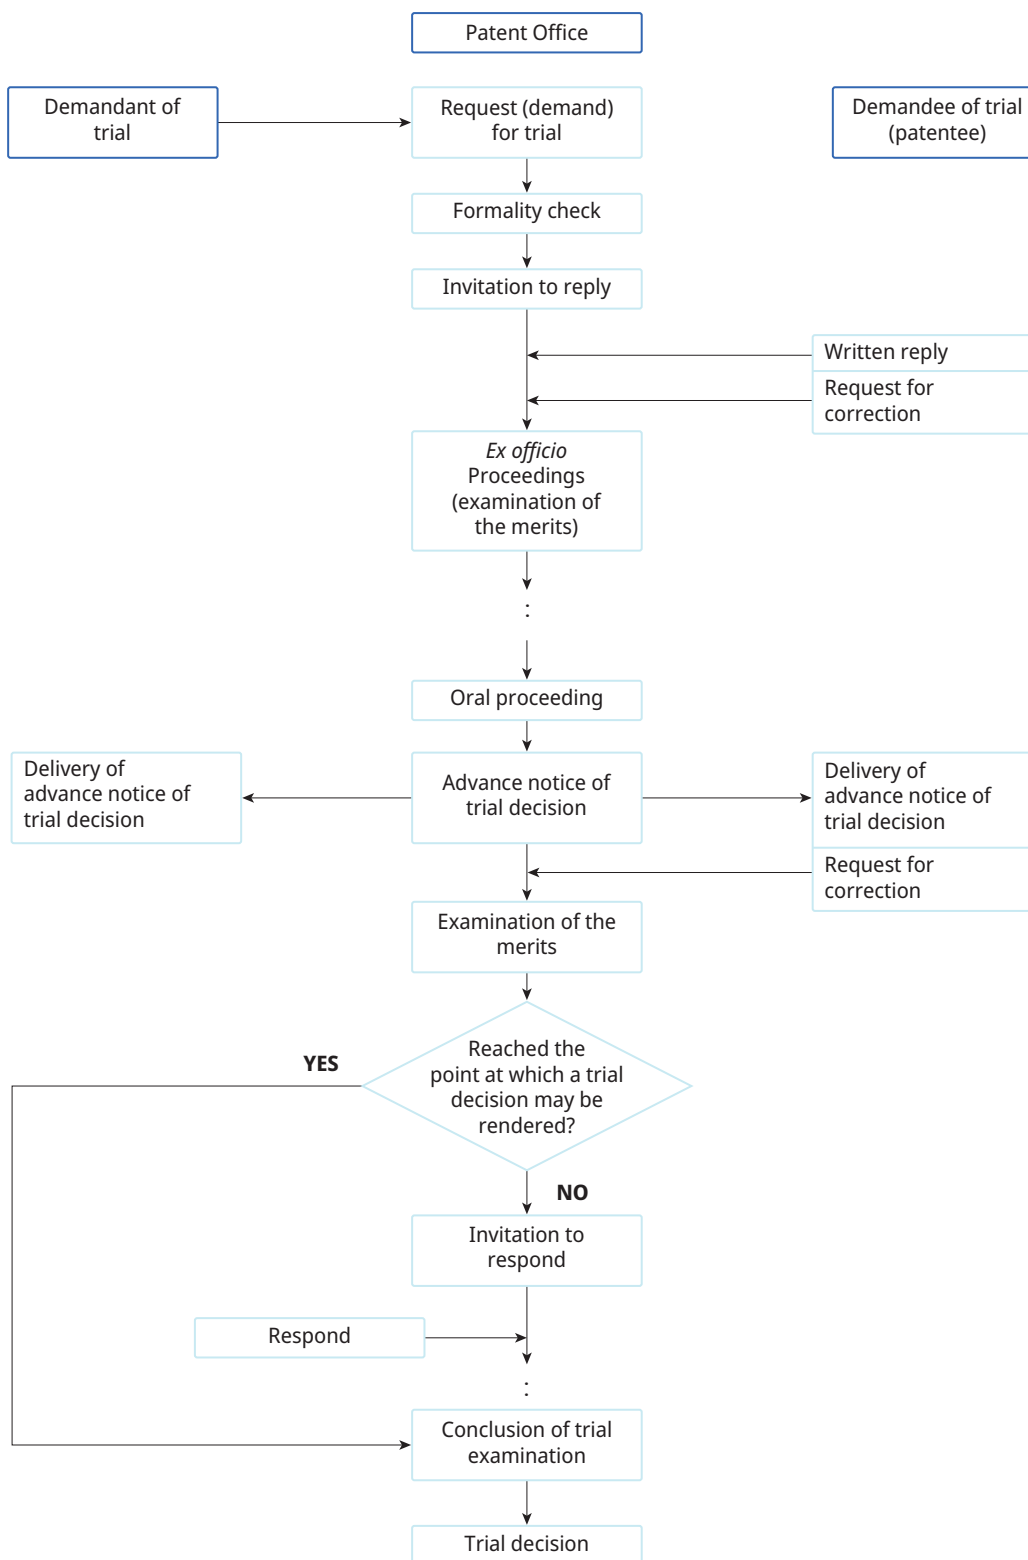 Patent Office
Demandant of
trial
Request (demand)
for trial
Demandee of trial
(patentee)
Formality check
Invitation to reply
Written reply
Request for
correction
Ex officio
Proceedings
(examination of
the merits)
:
Oral proceeding
Delivery of
advance notice of
trial decision
Advance notice of
trial decision
Delivery of
advance notice of
trial decision
Request for
correction
Examination of the
merits
Reached the
point at which a trial
decision may be
rendered?
YES
NO
Invitation to
respond
Respond
:
Conclusion of trial
examination
Trial decision